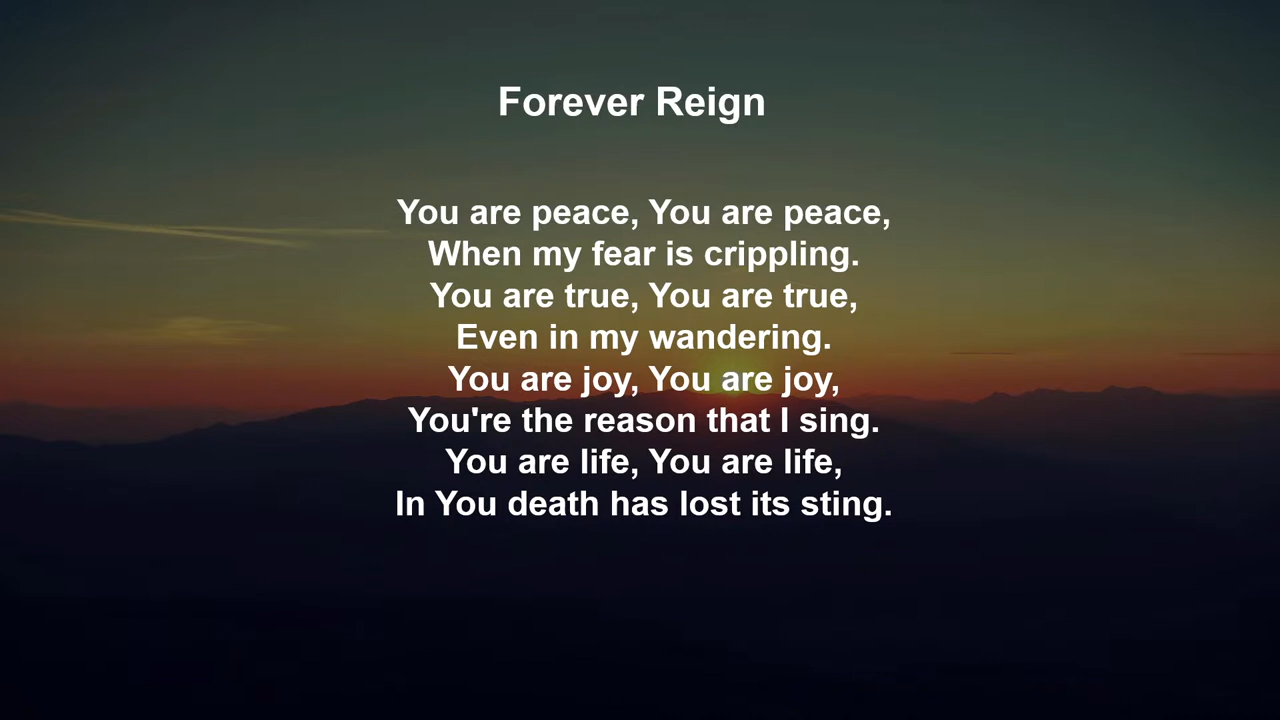 Forever Reign
You are peace, You are peace,
When my fear is crippling.
You are true, You are true,
Even in my wandering.
You are joy, You are joy,
You're the reason that I sing.
You are life, You are life,
In You death has lost its sting.